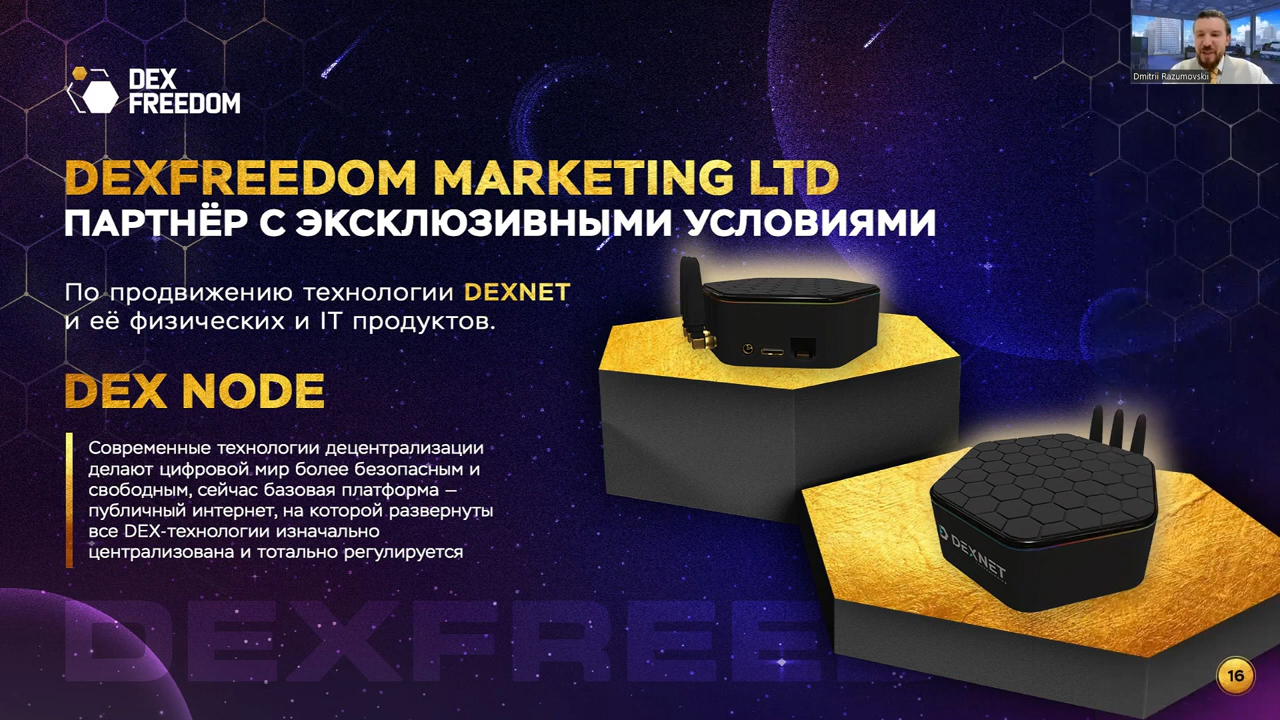 DEX
FREEDOM
Dmitrii Razumovskii
DEXFREEDOM MARKETING LTD
ПАРТНЁР С ЭКСКЛЮЗИВНЫМИ УСЛОВИЯМИ
По продвижению технологии DEXNET
и её физических и IT продуктов.
DEX NODE
Современные технологии децентрализации
делают цифровой мир более безопасным и
свободным, сейчас базовая платформа –
публичный интернет, на которой развернуты
все DEX-технологии изначально
централизована и тотально регулируется
DEXNET
DEXFREE
16